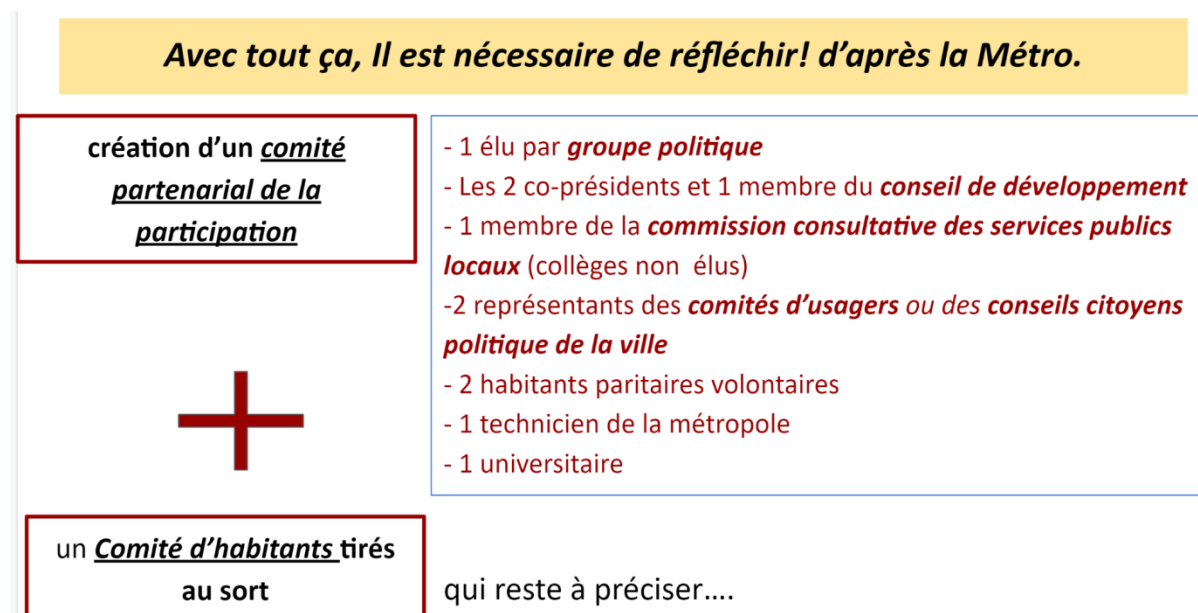 Avec tout ça, Il est nécessaire de réfléchir! d'après la Métro.
création d'un comité
partenarial de la
participation
- 1 élu par groupe politique
- Les 2 co-présidents et 1 membre du conseil de développement
- 1 membre de la commission consultative des services publics
locaux (collèges non élus)
-2 représentants des comités d'usagers ou des conseils citoyens
politique de la ville
- 2 habitants paritaires volontaires
- 1 technicien de la métropole
- 1 universitaire
un Comité d'habitants tirés
au sort
qui reste à préciser....